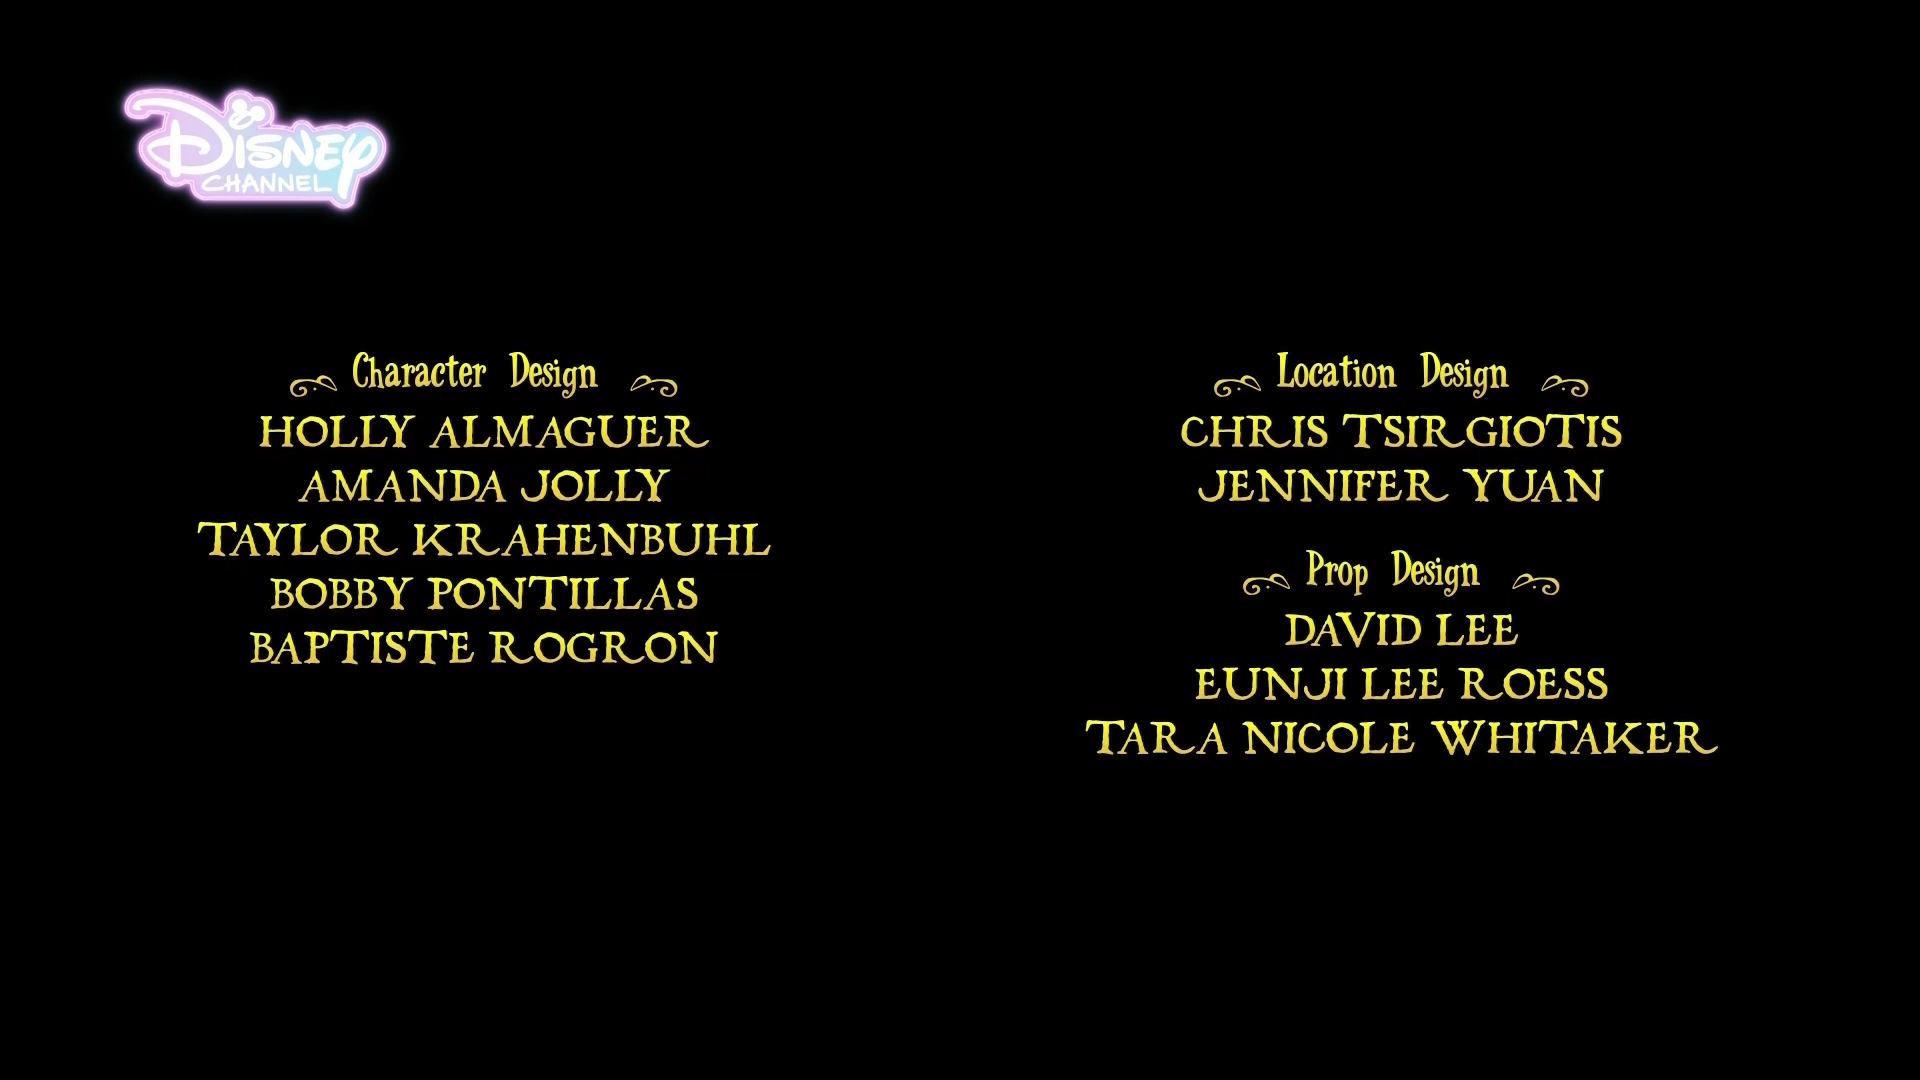 Disney
CHANNEL
Character Design
HOLLY ALMAGUER
AMANDA JOLLY
TAYLOR KRAHENBUHL
BOBBY PONTILLAS
BAPTISTE ROGRON
Location Design
CHRIS TSIRGIOTIS
JENNIFER YUAN
Prop Design
DAVID LEE
EUNJI LEE ROESS
TARA NICOLE WHITAKER